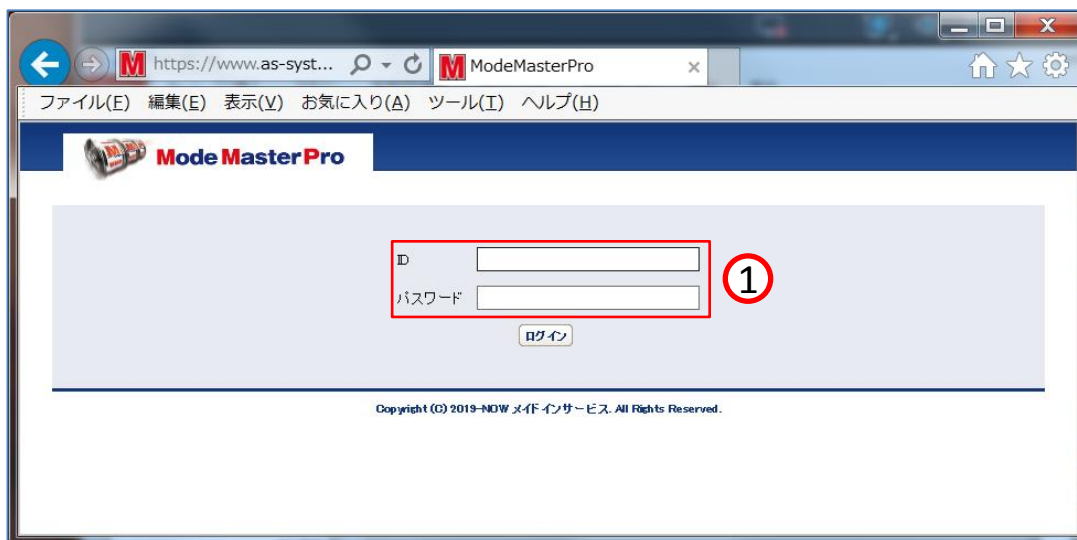 https://www.as-syst...
ModeMasterPro
ファイル(F) 編集(E) 表示(V) お気に入り(A) ツール(T) ヘルプ(H)
Mode Master Pro
ID
パスワード
①
ログイン
Copyright (C) 2019-NOW メイドインサービス. All Rights Reserved.